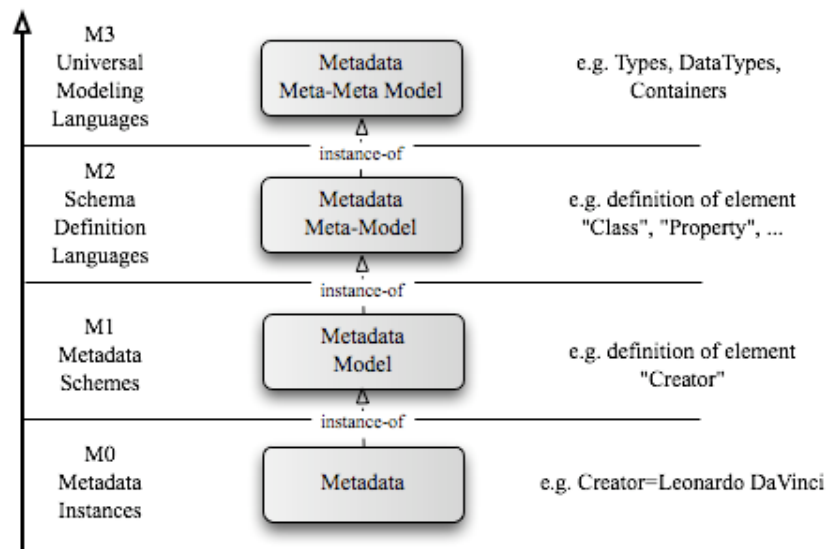 M3
Universal
Modeling
Languages
Metadata
Meta-Meta Model
e.g. Types, DataTypes,
Containers
instance-of
M2
Schema
Definition
Languages
Metadata
Meta-Model
e.g. definition of element
"Class", "Property", ...
instance-of
M1
Metadata
Schemes
Metadata
Model
e.g. definition of element
"Creator"
instance-of
M0
Metadata
Instances
Metadata
e.g. Creator=Leonardo DaVinci